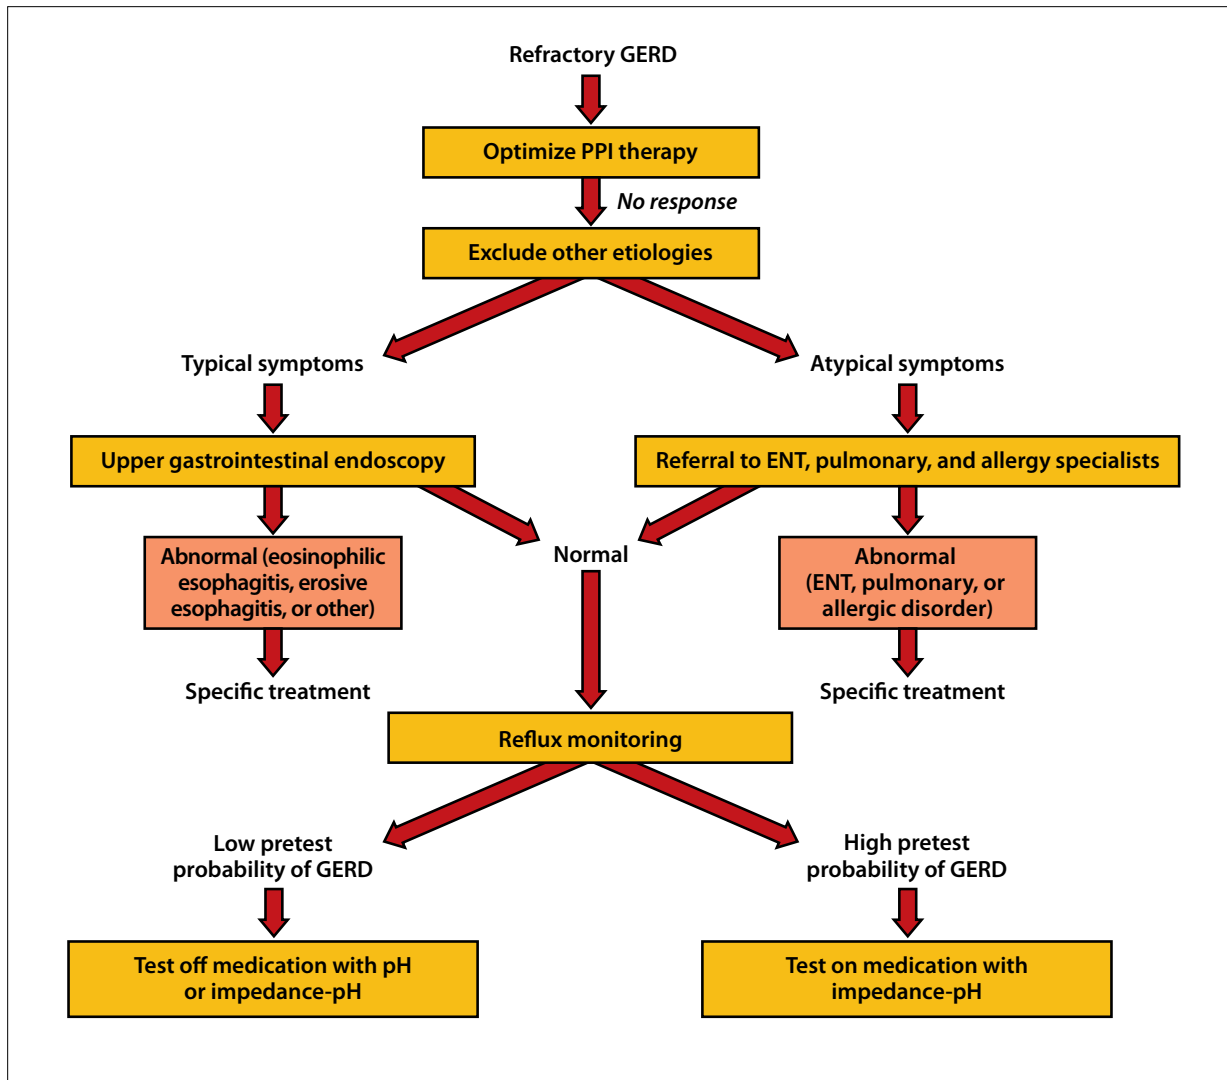 Refractory GERD
Optimize PPI therapy
No response
Exclude other etiologies
Typical symptoms
Atypical symptoms
Upper gastrointestinal endoscopy
Referral to ENT, pulmonary, and allergy specialists
Normal
Abnormal (eosinophilic
esophagitis, erosive
esophagitis, or other)
Abnormal
(ENT, pulmonary, or
allergic disorder)
Specific treatment
Specific treatment
Reflux monitoring
Low pretest
probability of GERD
High pretest
probability of GERD
Test off medication with pH
or impedance-pH
Test on medication with
impedance-pH